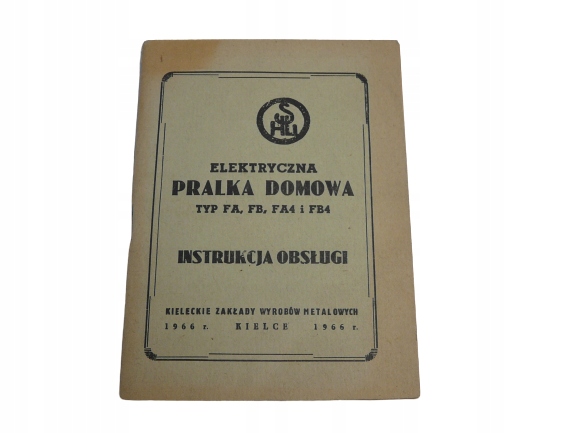 ELEKTRYCZNA
PRALKA DOMOWA
TYP FA, FB, FA4 i FB4
INSTRUKCJA OBSŁUGI
KIELECKIE ZAKŁADY WYROBÓW METALOWYCH
1966 r. KIELCE 1966 r.